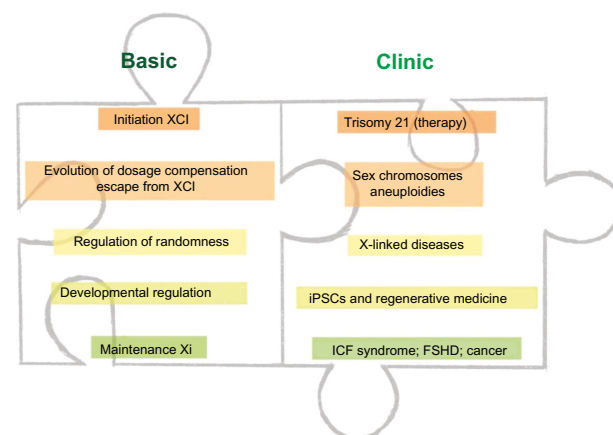 Basic
Clinic
Initiation XCI
Trisomy 21 (therapy)
Evolution of dosage compensation
escape from XCI
Sex chromosomes
aneuploidies
Regulation of randomness
X-linked diseases
Developmental regulation
iPSCs and regenerative medicine
Maintenance Xi
ICF syndrome; FSHD; cancer